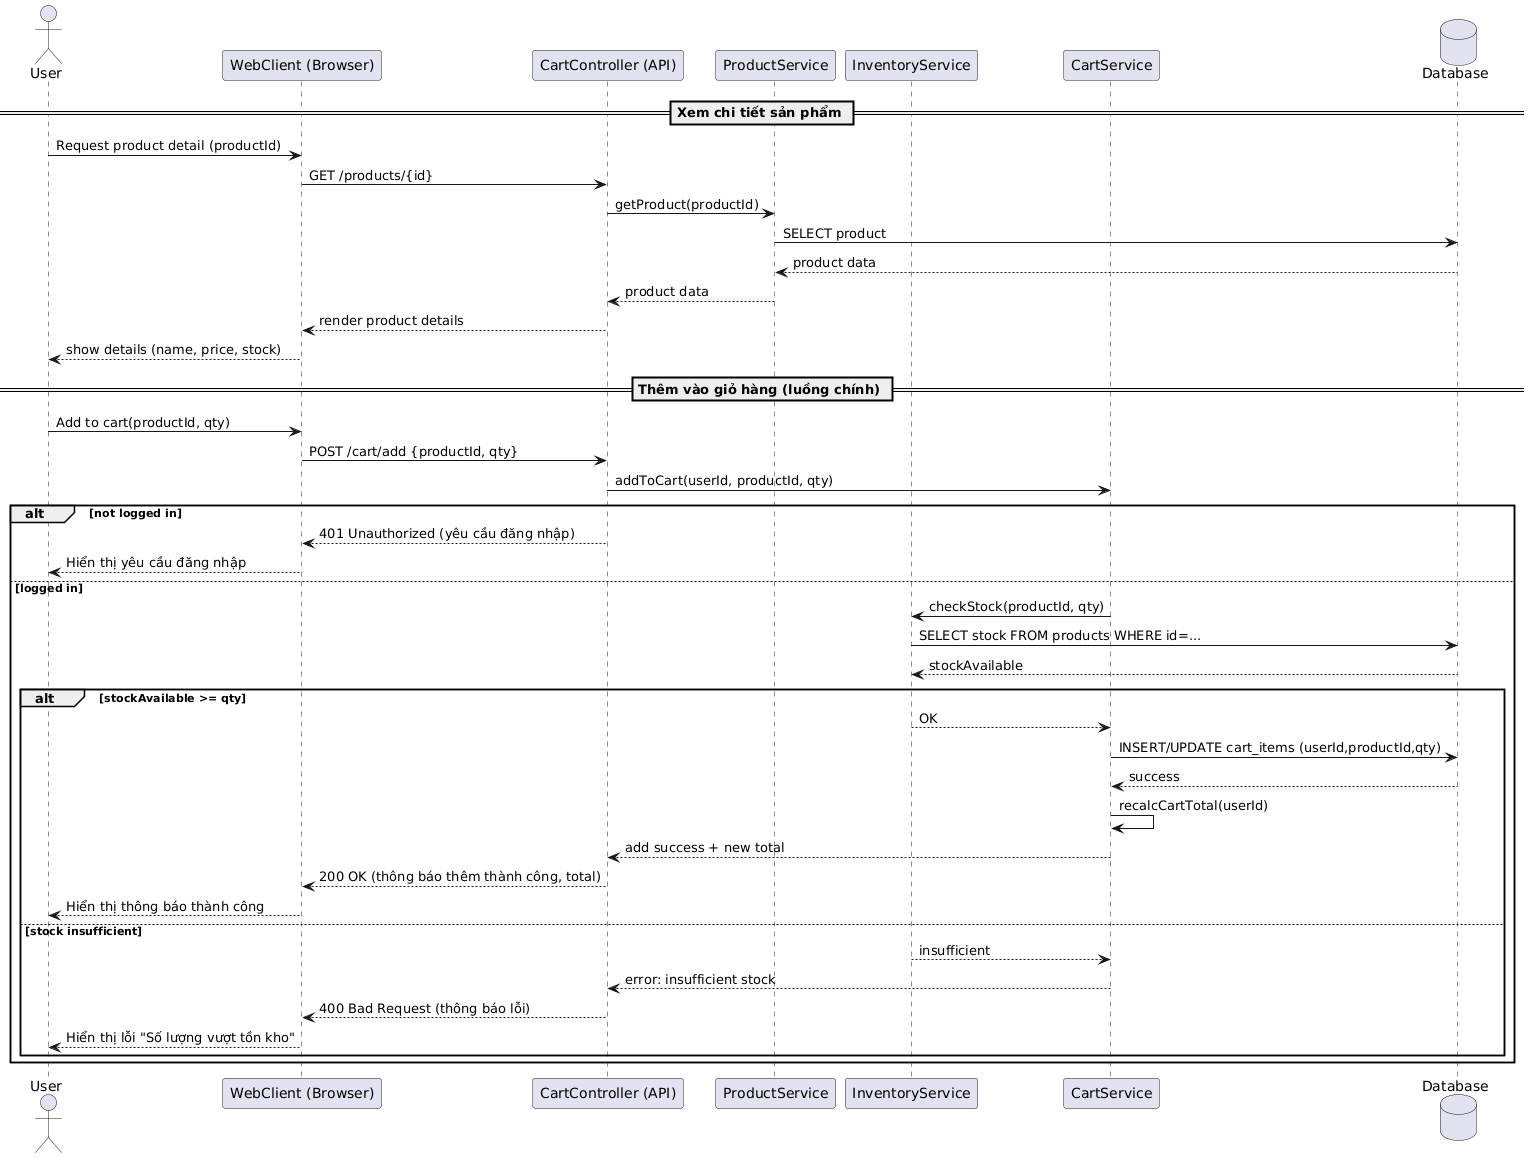 User
WebClient (Browser)
CartController (API)
ProductService
InventoryService
CartService
Database
Xem chi tiết sản phẩm
Request product detail (productId)
GET /products/{id}
getProduct(productId)
SELECT product
product data
product data
render product details
show details (name, price, stock)
Thêm vào giỏ hàng (luồng chính)
Add to cart(productId, qty)
POST /cart/add {productId, qty}
addToCart(userId, productId, qty)
alt [not logged in]
401 Unauthorized (yêu cầu đăng nhập)
Hiển thị yêu cầu đăng nhập
[logged in]
checkStock(productId, qty)
SELECT stock FROM products WHERE id=...
stockAvailable
alt [stockAvailable >= qty]
OK
INSERT/UPDATE cart_items (userId,productId,qty)
success
recalcCartTotal(userId)
add success + new total
200 OK (thông báo thêm thành công, total)
Hiển thị thông báo thành công
[stock insufficient]
insufficient
error: insufficient stock
400 Bad Request (thông báo lỗi)
Hiển thị lỗi "Số lượng vượt tồn kho"
User
WebClient (Browser)
CartController (API)
ProductService
InventoryService
CartService
Database